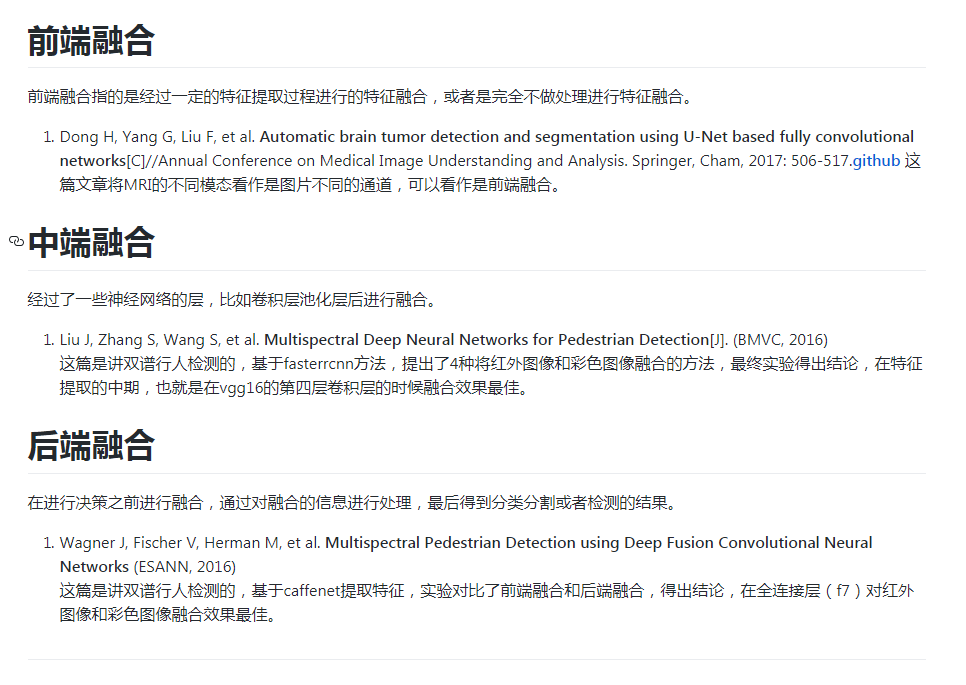 前端融合
前端融合指的是经过一定的特征提取过程进行的特征融合，或者是完全不做处理进行特征融合。
1. Dong H, Yang G, Liu F, et al. Automatic brain tumor detection and segmentation using U-Net based fully convolutional
networks[C]//Annual Conference on Medical Image Understanding and Analysis. Springer, Cham, 2017: 506-517.github 这
篇文章将MRI的不同模态看作是图片不同的通道，可以看作是前端融合。
中端融合
经过了一些神经网络的层，比如卷积层池化层后进行融合。
1. Liu J, Zhang S, Wang S, et al. Multispectral Deep Neural Networks for Pedestrian Detection[J]. (BMVC, 2016)
这篇是讲双谱行人检测的，基于fasterrcnn方法，提出了4种将红外图像和彩色图像融合的方法，最终实验得出结论，在特征
提取的中期，也就是在vgg16的第四层卷积层的时候融合效果最佳。
后端融合
在进行决策之前进行融合，通过对融合的信息进行处理，最后得到分类分割或者检测的结果。
1. Wagner J, Fischer V, Herman M, et al. Multispectral Pedestrian Detection using Deep Fusion Convolutional Neural
Networks (ESANN, 2016)
这篇是讲双谱行人检测的，基于caffenet提取特征，实验对比了前端融合和后端融合，得出结论，在全连接层（f7）对红外
图像和彩色图像融合效果最佳。